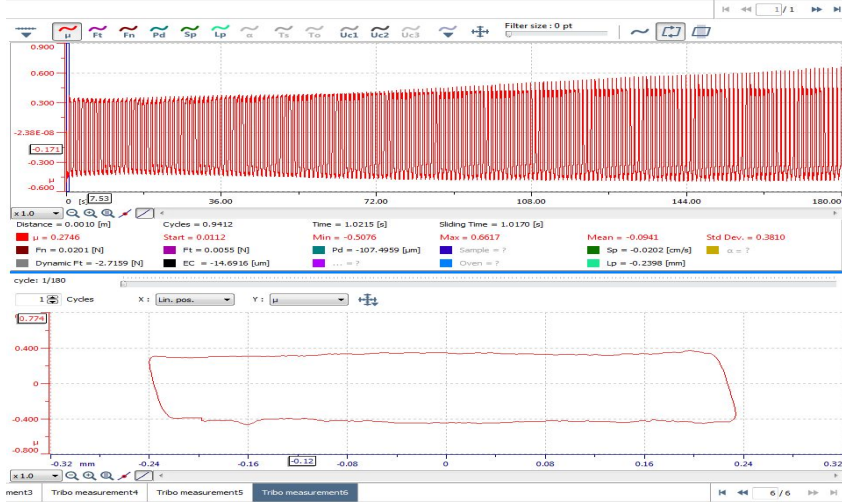 1 / 1
μ Ft Fn Pd Sp Lp α Ts To Uc1 Uc2 Uc3 Filter size : 0 pt
0.900
0.600
0.300
-2.38E-08
-0.171
-0.300
μ
-0.600
0 [s] 7.53 36.00 72.00 108.00 144.00 180.00
x 1.0
Distance = 0.0010 [m] Cycles = 0.9412 Time = 1.0215 [s] Sliding Time = 1.0170 [s]
μ = 0.2746 Start = 0.0112 Min = -0.5076 Max = 0.6617 Mean = -0.0941 Std Dev. = 0.3810
Fn = 0.0201 [N] Ft = 0.0055 [N] Pd = -107.4959 [μm] Sample = ? Sp = -0.0202 [cm/s] α = ?
Dynamic Ft = -2.7159 [N] EC = -14.6916 [um] ... = ? Oven = ? Lp = -0.2398 [mm]
cycle: 1/180
1 Cycles X : Lin. pos. Y : μ
0.774
0.400
0
-0.400
μ
-0.800
-0.32 mm -0.24 -0.16 -0.12 -0.08 0 0.08 0.16 0.24 0.32
x 1.0
ment3 Tribo measurement4 Tribo measurement5 Tribo measurement6 6 / 6